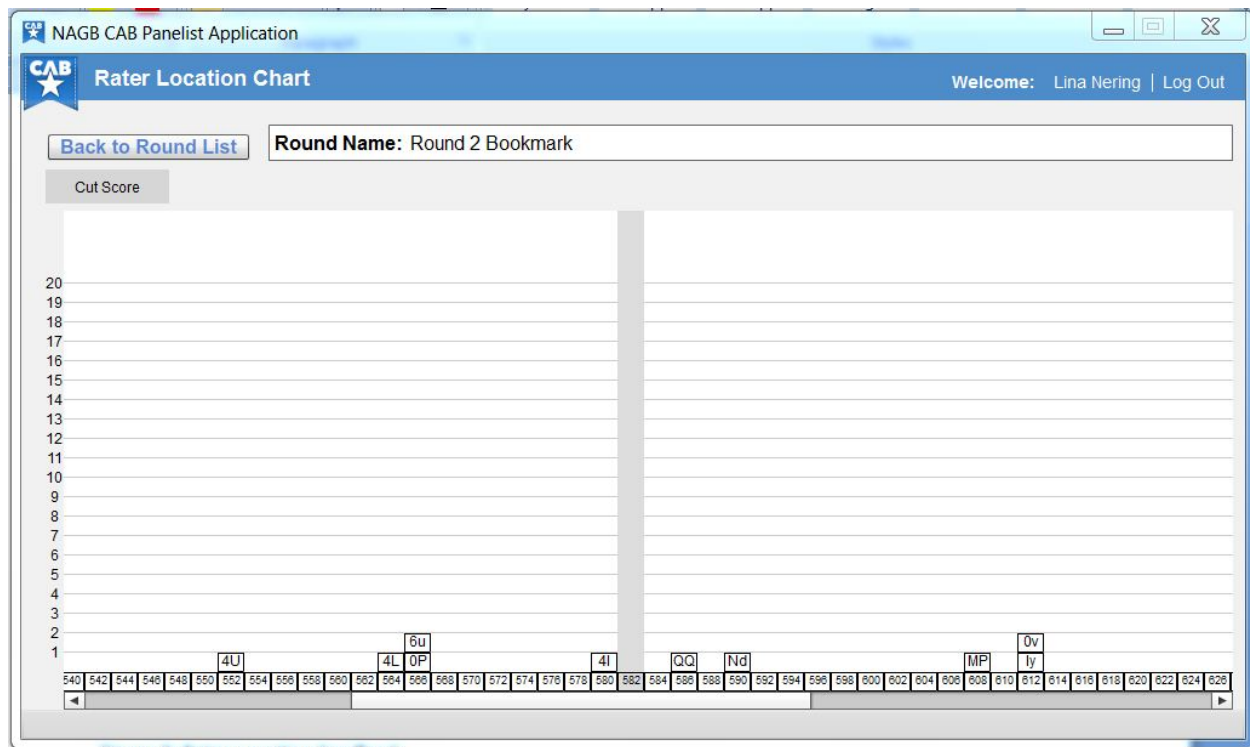 NAGB CAB Panelist Application
CAB
Rater Location Chart
Welcome: Lina Nering | Log Out
Back to Round List
Round Name: Round 2 Bookmark
Cut Score
20
19
18
17
16
15
14
13
12
11
10
9
8
7
6
5
4
3
2
1
6u 0v
4U 4L 0P 4I QQ Nd MP ly
540 542 544 546 548 550 552 554 556 558 560 562 564 566 568 570 572 574 576 578 580 582 584 586 588 590 592 594 596 598 600 602 604 606 608 610 612 614 616 618 620 622 624 626